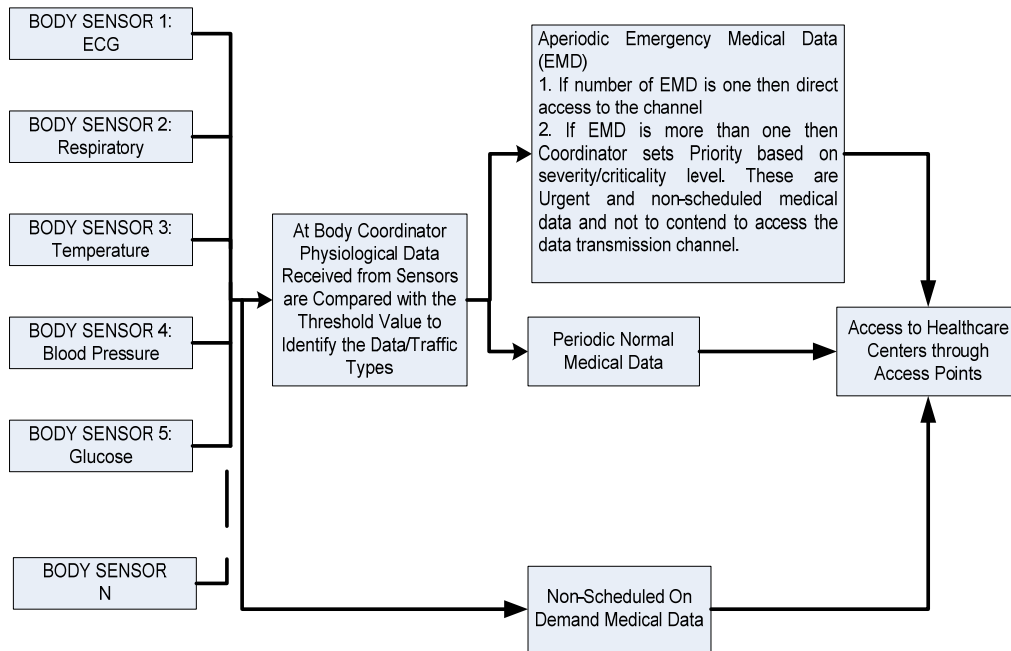 BODY SENSOR 1:
ECG
BODY SENSOR 2:
Respiratory
BODY SENSOR 3:
Temperature
BODY SENSOR 4:
Blood Pressure
BODY SENSOR 5:
Glucose
BODY SENSOR
N
At Body Coordinator
Physiological Data
Received from Sensors
are Compared with the
Threshold Value to
Identify the Data/Traffic
Types
Aperiodic Emergency Medical Data
(EMD)
1. If number of EMD is one then direct
access to the channel
2. If EMD is more than one then
Coordinator sets Priority based on
severity/criticality level. These are
Urgent and non-scheduled medical
data and not to contend to access the
data transmission channel.
Periodic Normal
Medical Data
Non-Scheduled On
Demand Medical Data
Access to Healthcare
Centers through
Access Points